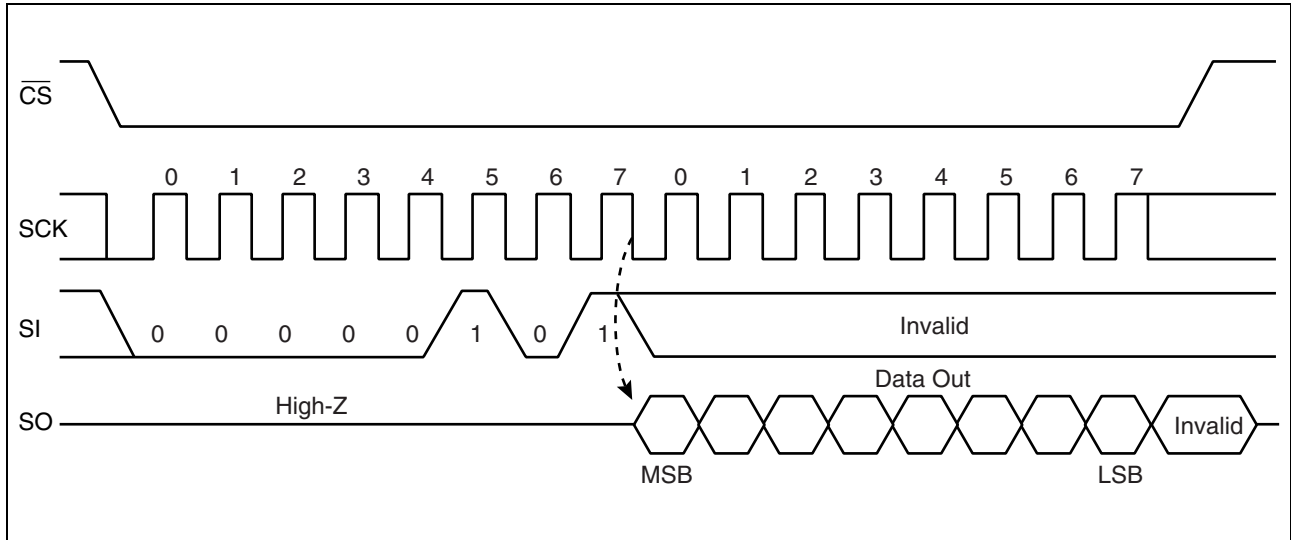 C̅S̅
0 1 2 3 4 5 6 7 0 1 2 3 4 5 6 7
SCK
SI 0 0 0 0 0 1 0 1 Invalid
Data Out
High-Z
SO Invalid
MSB LSB